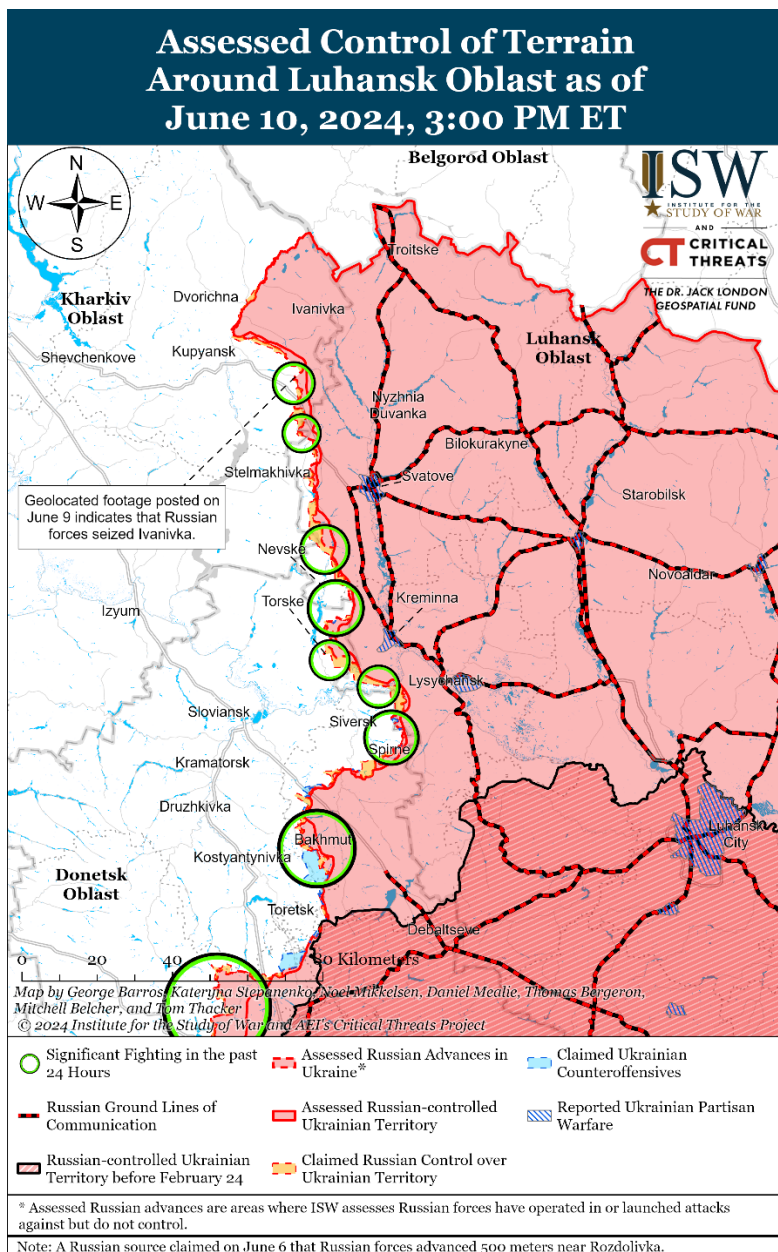 Assessed Control of Terrain
Around Luhansk Oblast as of
June 10, 2024, 3:00 PM ET
N
W
E
S
Belgorod Oblast
ISW
INSTITUTE FOR THE
STUDY OF WAR
AND
CT CRITICAL
THREATS
THE DR. JACK LONDON
GEOSPATIAL FUND
Troitske
Kharkiv
Oblast
Dvorichna
Ivanivka
Shevchenkove
Kupyansk
Luhansk
Oblast
Nyzhnia
Duvanka
Bilokurakyne
Stelmakhivka
Svatove
Starobilsk
Geolocated footage posted on
June 9 indicates that Russian
forces seized Ivanivka.
Nevske
Novoaidar
Torske
Kreminna
Izyum
Lysychansk
Sloviansk
Siversk
Spirne
Kramatorsk
Druzhkivka
Luhansk
City
Bakhmut
Kostyantynivka
Donetsk
Oblast
Toretsk
Debaltseve
0
20
40
80 Kilometers
Map by George Barros, Kateryna Stepanenko, Noel Mikkelsen, Daniel Mealie, Thomas Bergeron,
Mitchell Belcher, and Tom Thacker
© 2024 Institute for the Study of War and AEI's Critical Threats Project
Significant Fighting in the past
24 Hours
Assessed Russian Advances in
Ukraine*
Claimed Ukrainian
Counteroffensives
Russian Ground Lines of
Communication
Assessed Russian-controlled
Ukrainian Territory
Reported Ukrainian Partisan
Warfare
Russian-controlled Ukrainian
Territory before February 24
Claimed Russian Control over
Ukrainian Territory
* Assessed Russian advances are areas where ISW assesses Russian forces have operated in or launched attacks
against but do not control.
Note: A Russian source claimed on June 6 that Russian forces advanced 500 meters near Rozdolivka.